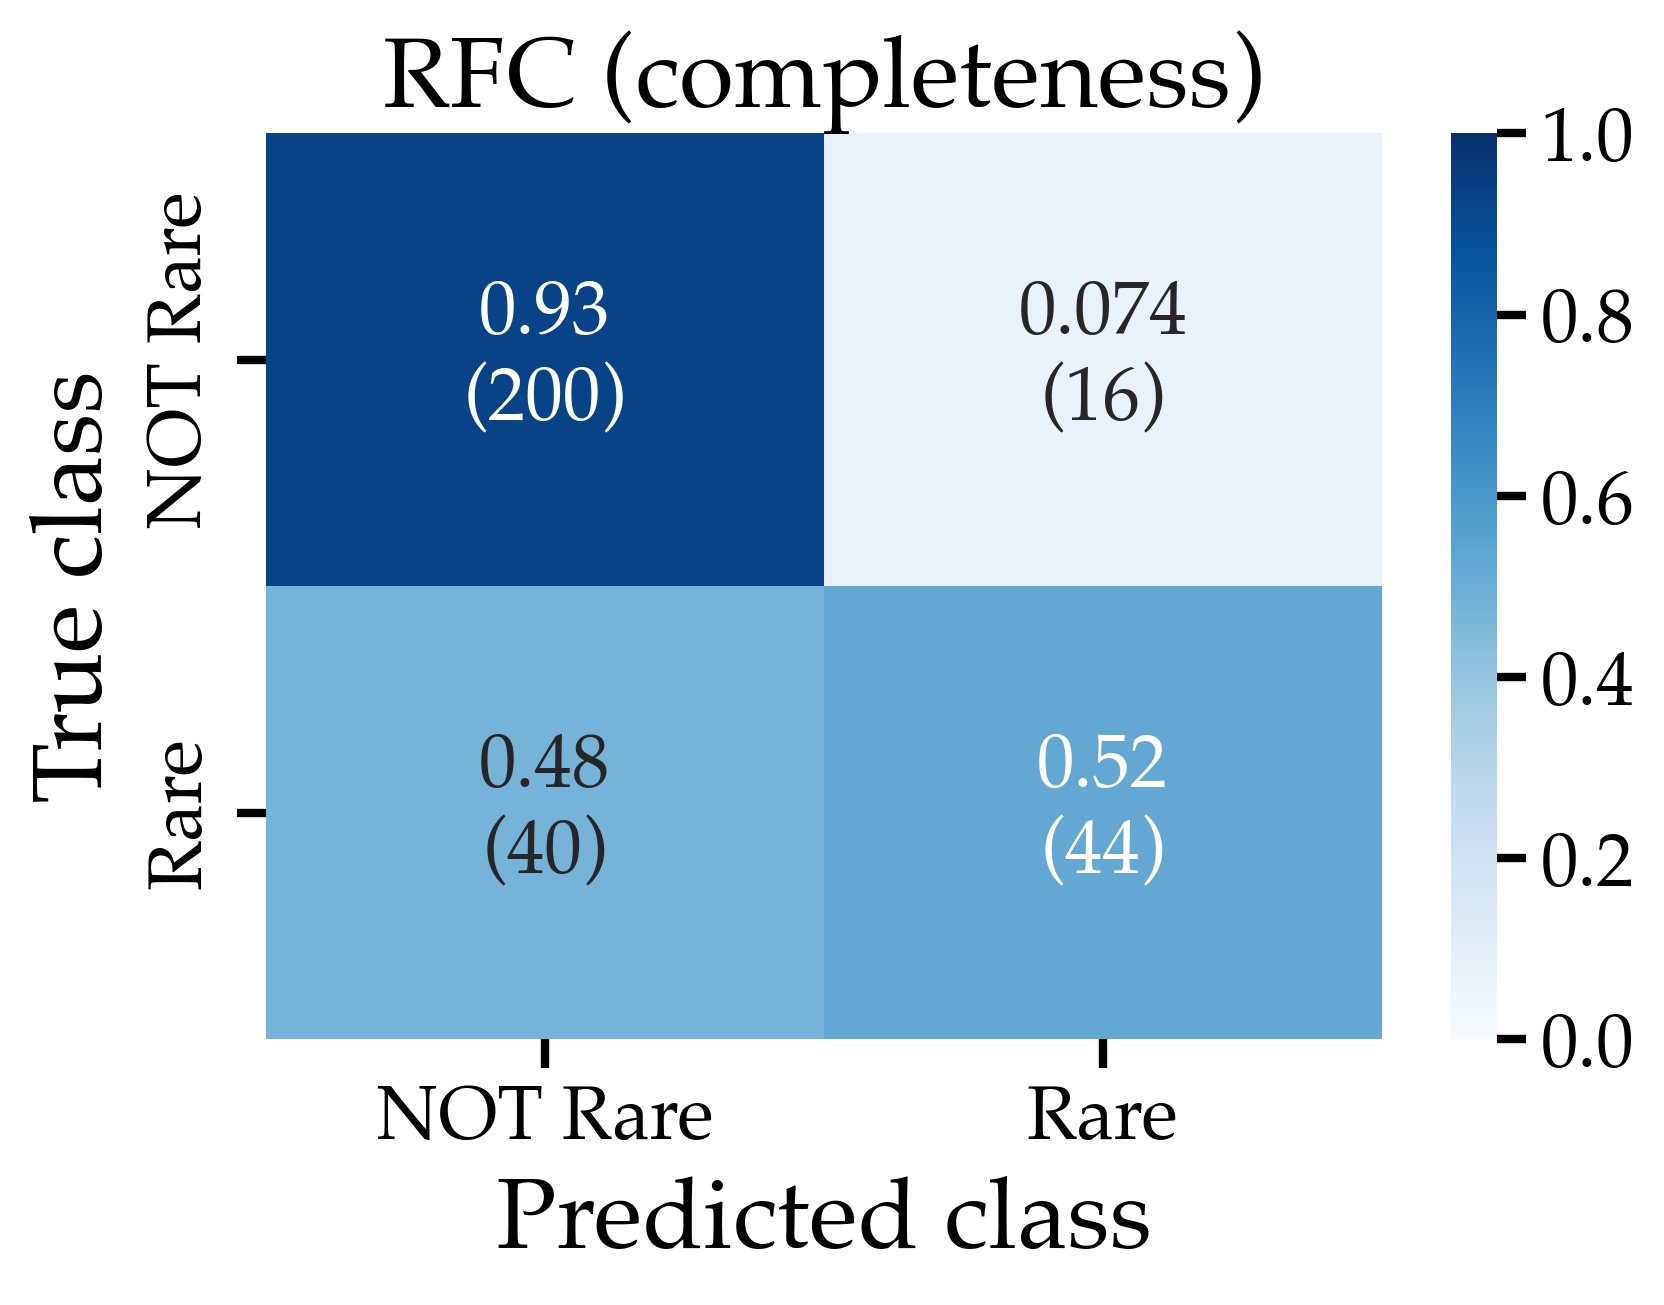 RFC (completeness)
True class
NOT Rare
Rare
0.93
(200)
0.074
(16)
0.48
(40)
0.52
(44)
NOT Rare
Rare
Predicted class
1.0
0.8
0.6
0.4
0.2
0.0